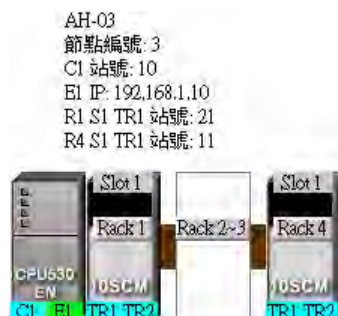 AH-03
節點編號: 3
C1 站號: 10
E1 IP: 192,168.1.10
R1 S1 TR1 站號: 21
R4 S1 TR1 站號: 11
Slot 1 Slot 1
Rack 1 Rack 2~3 Rack 4
CPU530 EN 10SCM 10SCM
C1 E1 TR1 TR2 TR1 TR2